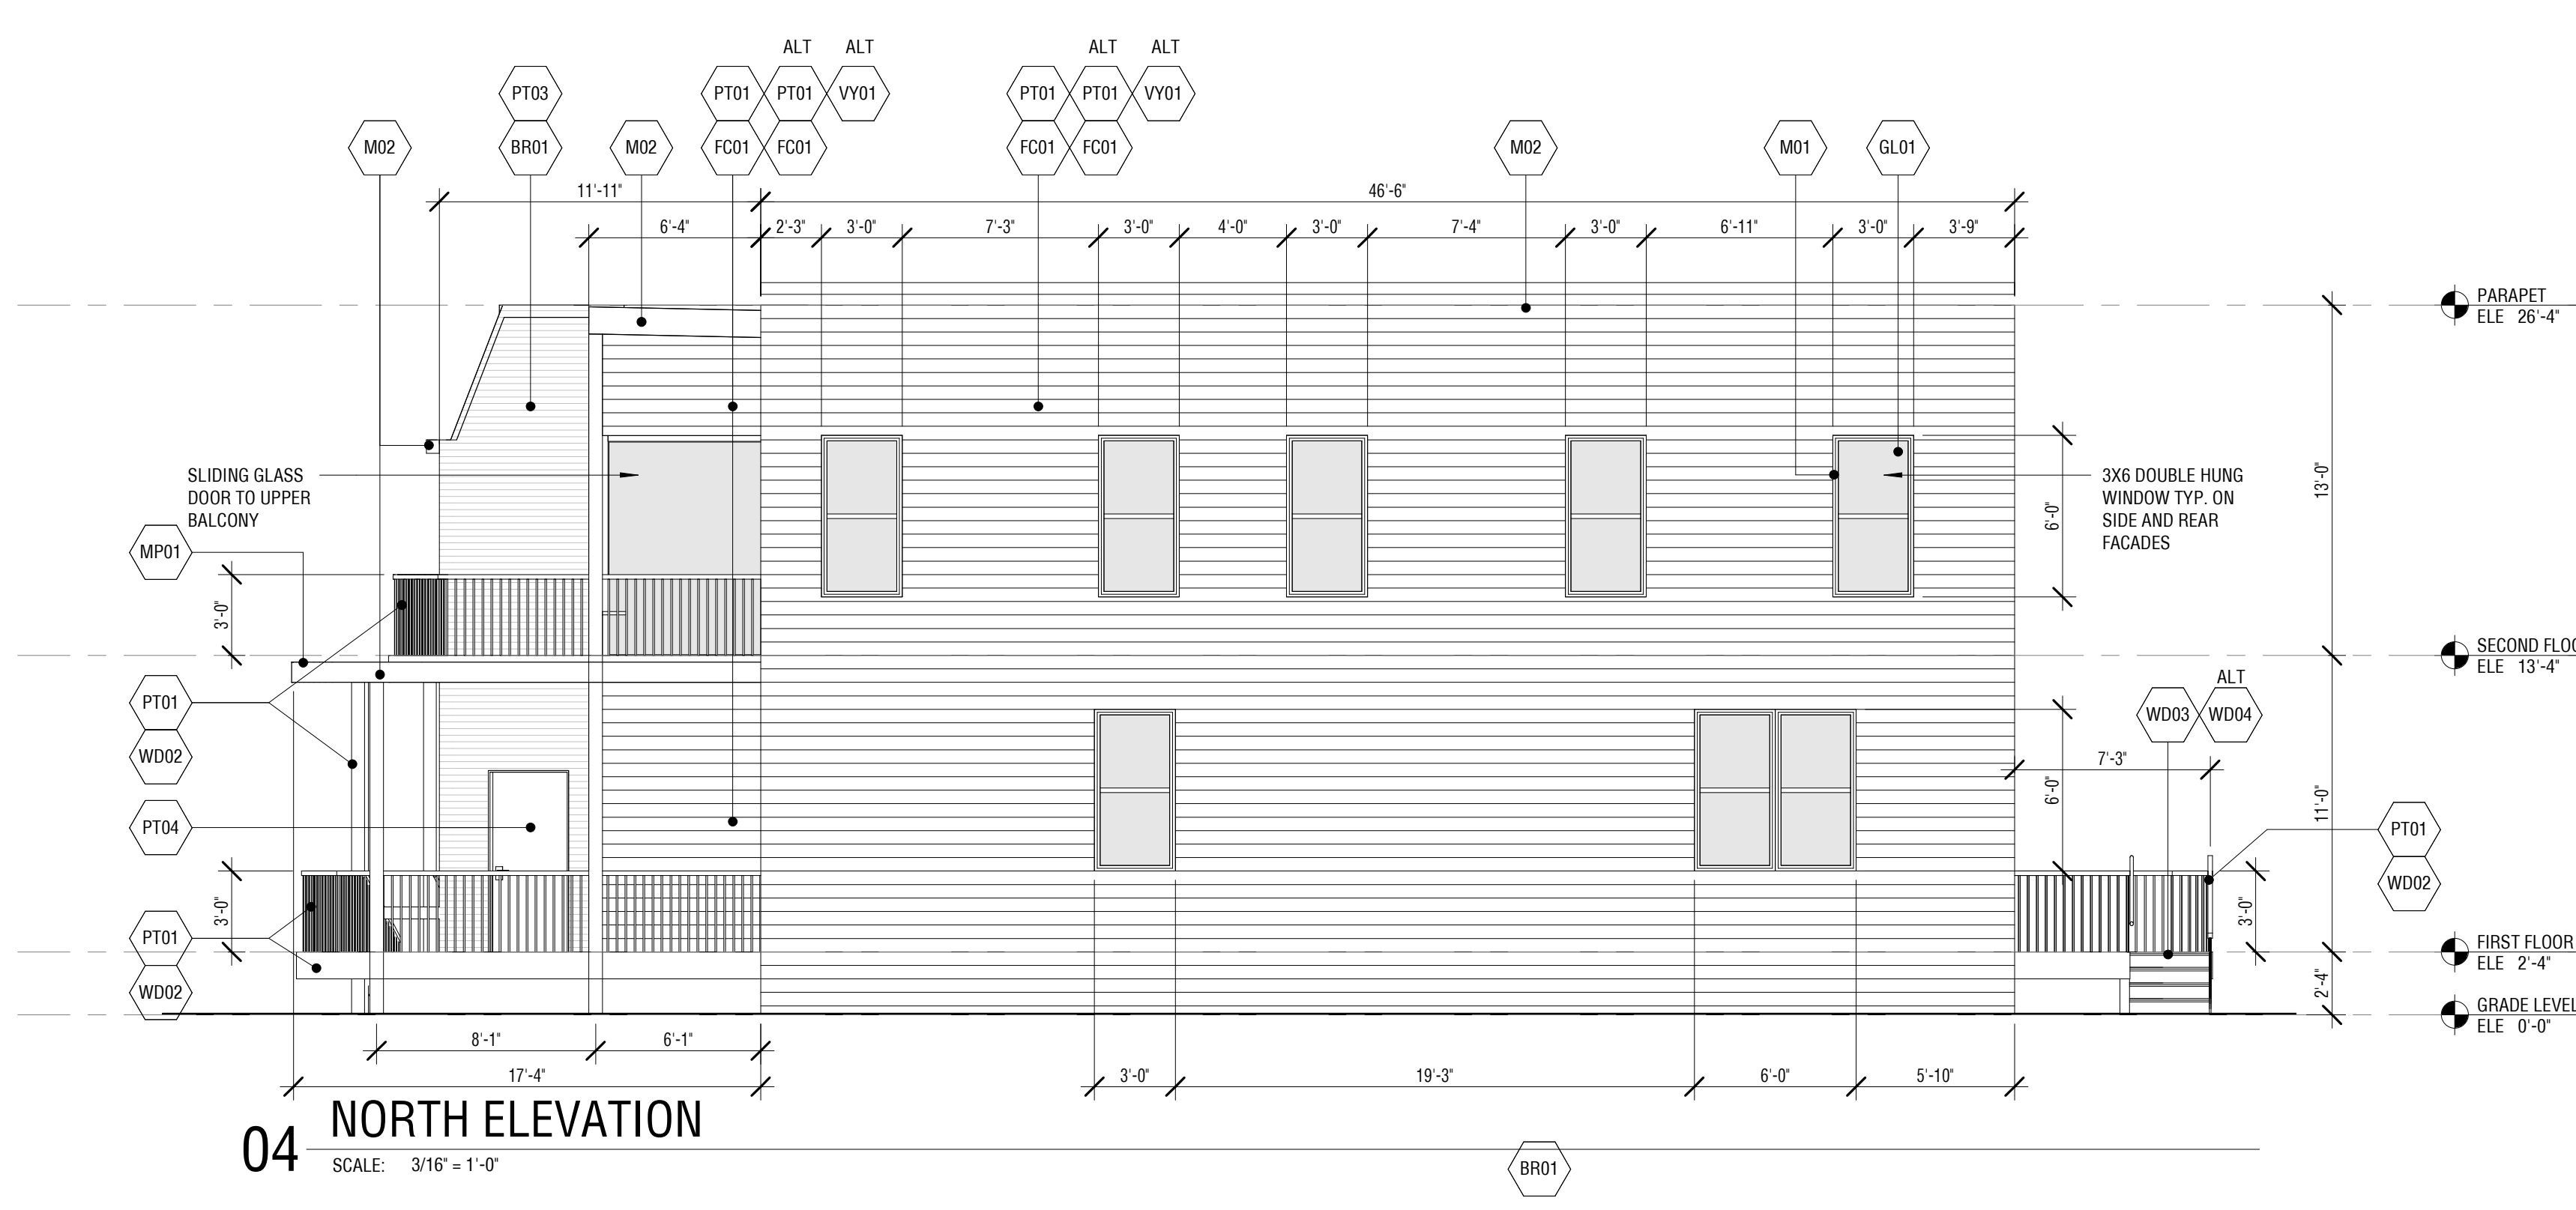 ALT ALT ALT ALT
PT03 PT01 PT01 VY01 PT01 PT01 VY01
M02 BR01 M02 FC01 FC01 FC01 FC01 M02 M01 GL01
11'-11" 46'-6"
6'-4" 2'-3" 3'-0" 7'-3" 3'-0" 4'-0" 3'-0" 7'-4" 3'-0" 6'-11" 3'-0" 3'-9"
PARAPET
ELE 26'-4"
SLIDING GLASS
DOOR TO UPPER
BALCONY
3X6 DOUBLE HUNG
WINDOW TYP. ON
SIDE AND REAR
FACADES
13'-0"
6'-0"
MP01
3'-0"
SECOND FLOO
ELE 13'-4"
ALT
PT01
WD02
WD03 WD04
7'-3"
6'-0"
11'-0"
PT04
PT01
WD02
3'-0"
3'-0"
PT01
WD02
FIRST FLOOR
ELE 2'-4"
2'-4"
GRADE LEVEL
ELE 0'-0"
8'-1" 6'-1"
17'-4" 3'-0" 19'-3" 6'-0" 5'-10"
04 NORTH ELEVATION
SCALE: 3/16" = 1'-0"
BR01